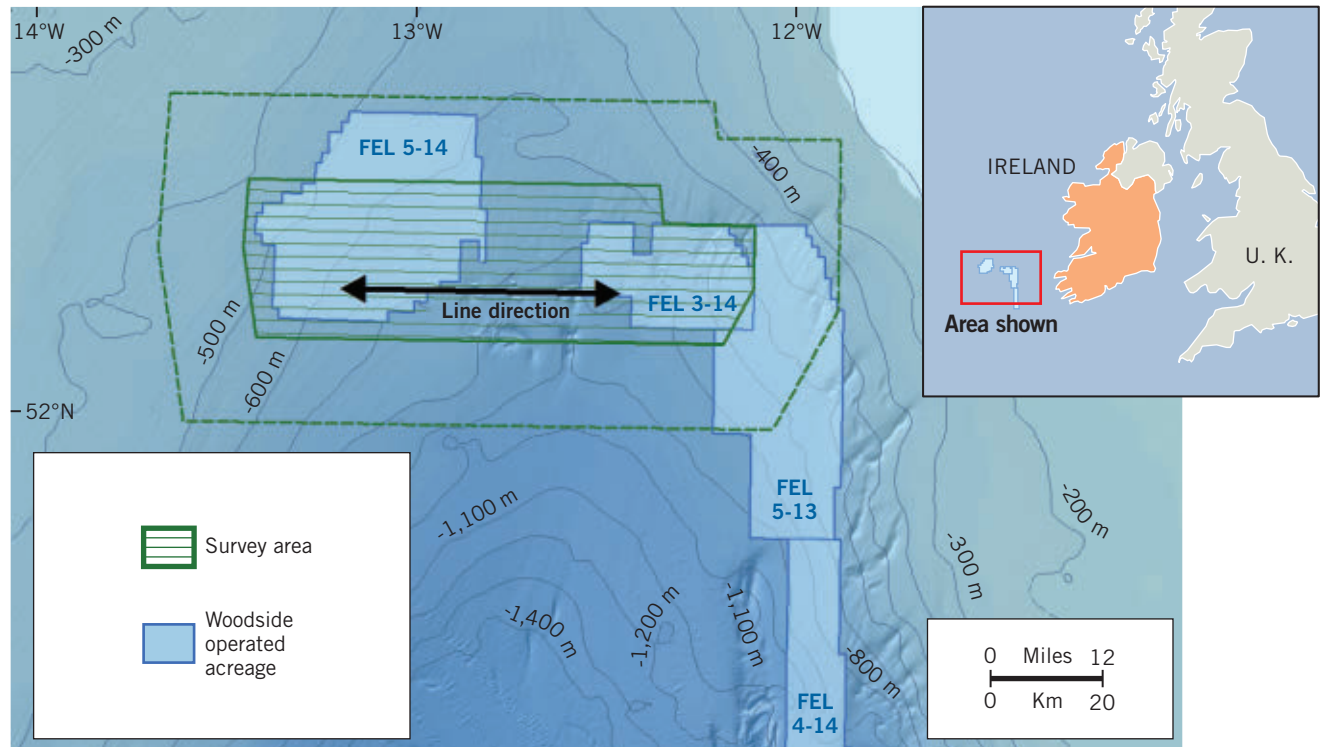 14°W
13°W
12°W
-300 m
FEL 5-14
-400 m
FEL 3-14
Line direction
-500 m
-600 m
52°N
FEL
5-13
-1,100 m
-200 m
-300 m
-1,400 m
-1,200 m
-1,100 m
-800 m
FEL
4-14
Survey area
Woodside
operated
acreage
0 Miles 12
0 Km 20
IRELAND
U. K.
Area shown